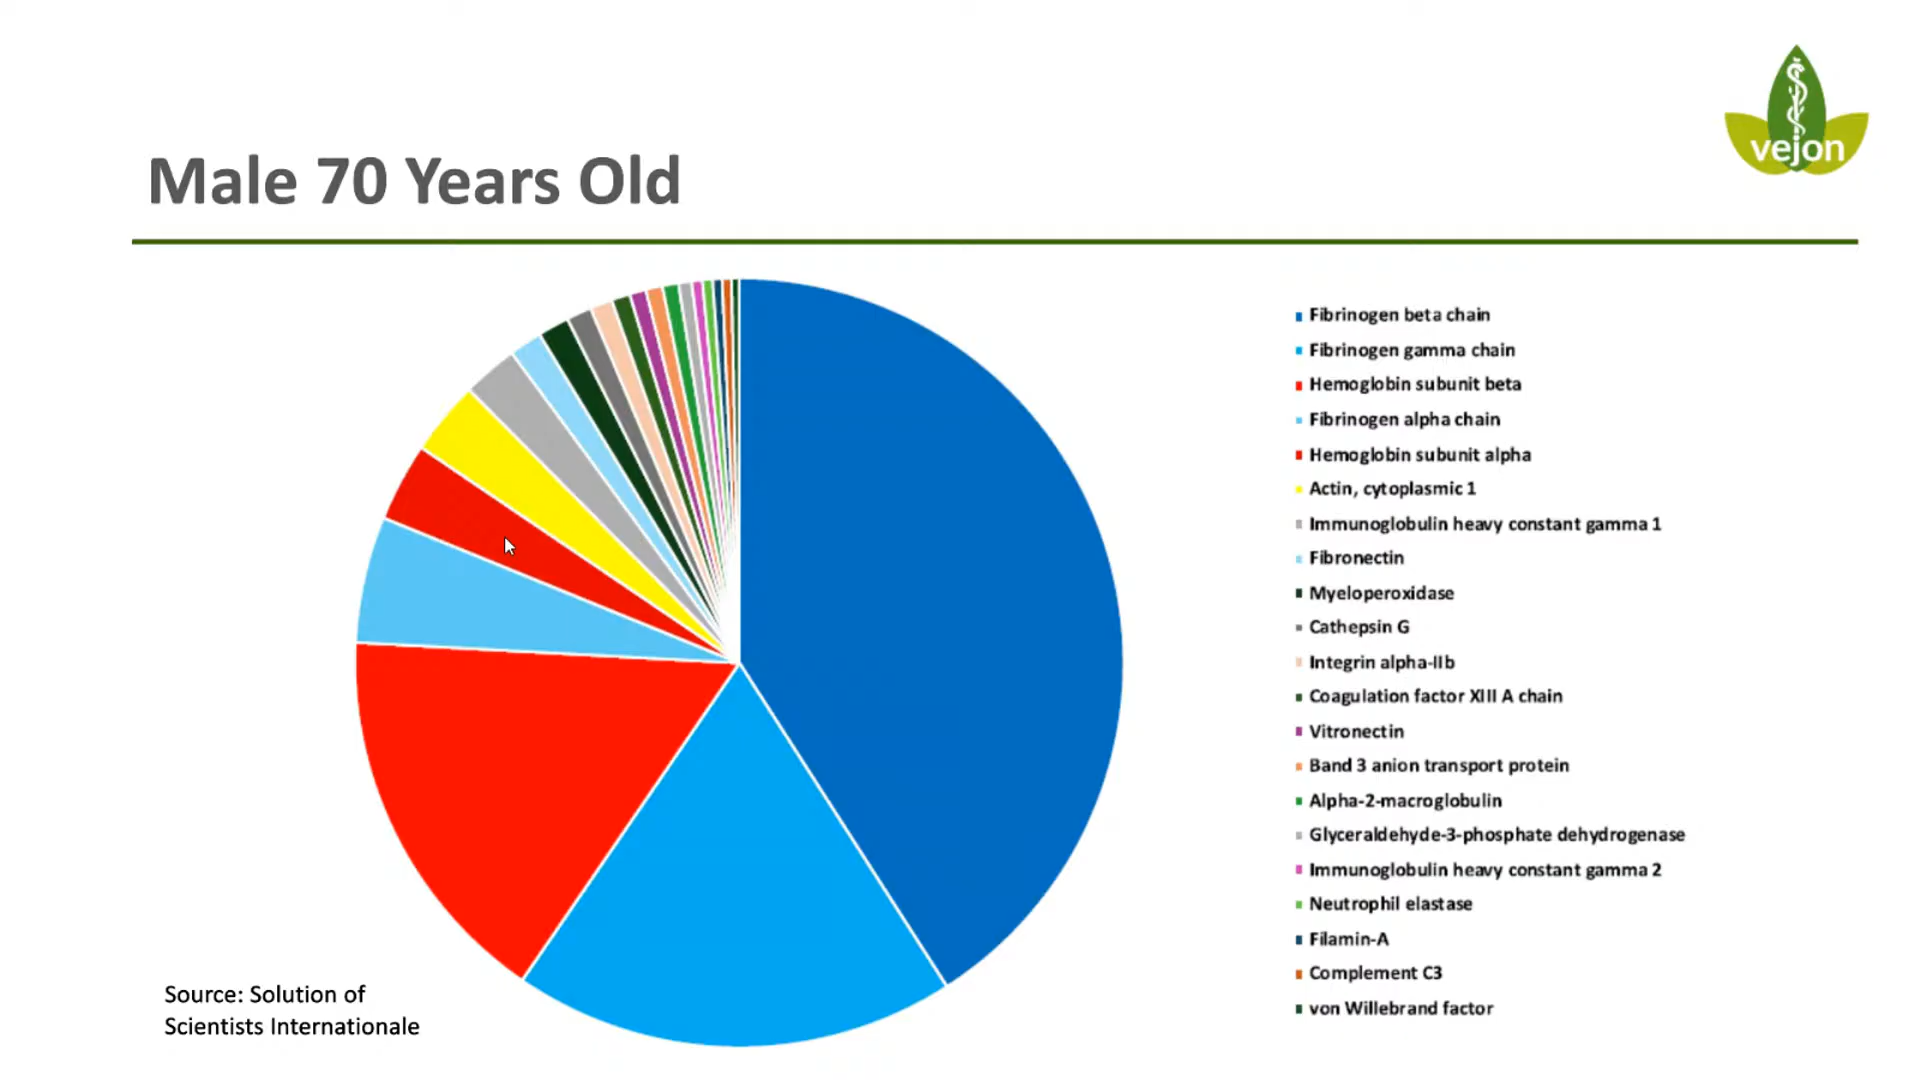 vejon
Male 70 Years Old
Fibrinogen beta chain
Fibrinogen gamma chain
Hemoglobin subunit beta
Fibrinogen alpha chain
Hemoglobin subunit alpha
Actin, cytoplasmic 1
Immunoglobulin heavy constant gamma 1
Fibronectin
Myeloperoxidase
Cathepsin G
Integrin alpha-IIb
Coagulation factor XIII A chain
Vitronectin
Band 3 anion transport protein
Alpha-2-macroglobulin
Glyceraldehyde-3-phosphate dehydrogenase
Immunoglobulin heavy constant gamma 2
Neutrophil elastase
Filamin-A
Complement C3
von Willebrand factor
Source: Solution of
Scientists Internationale